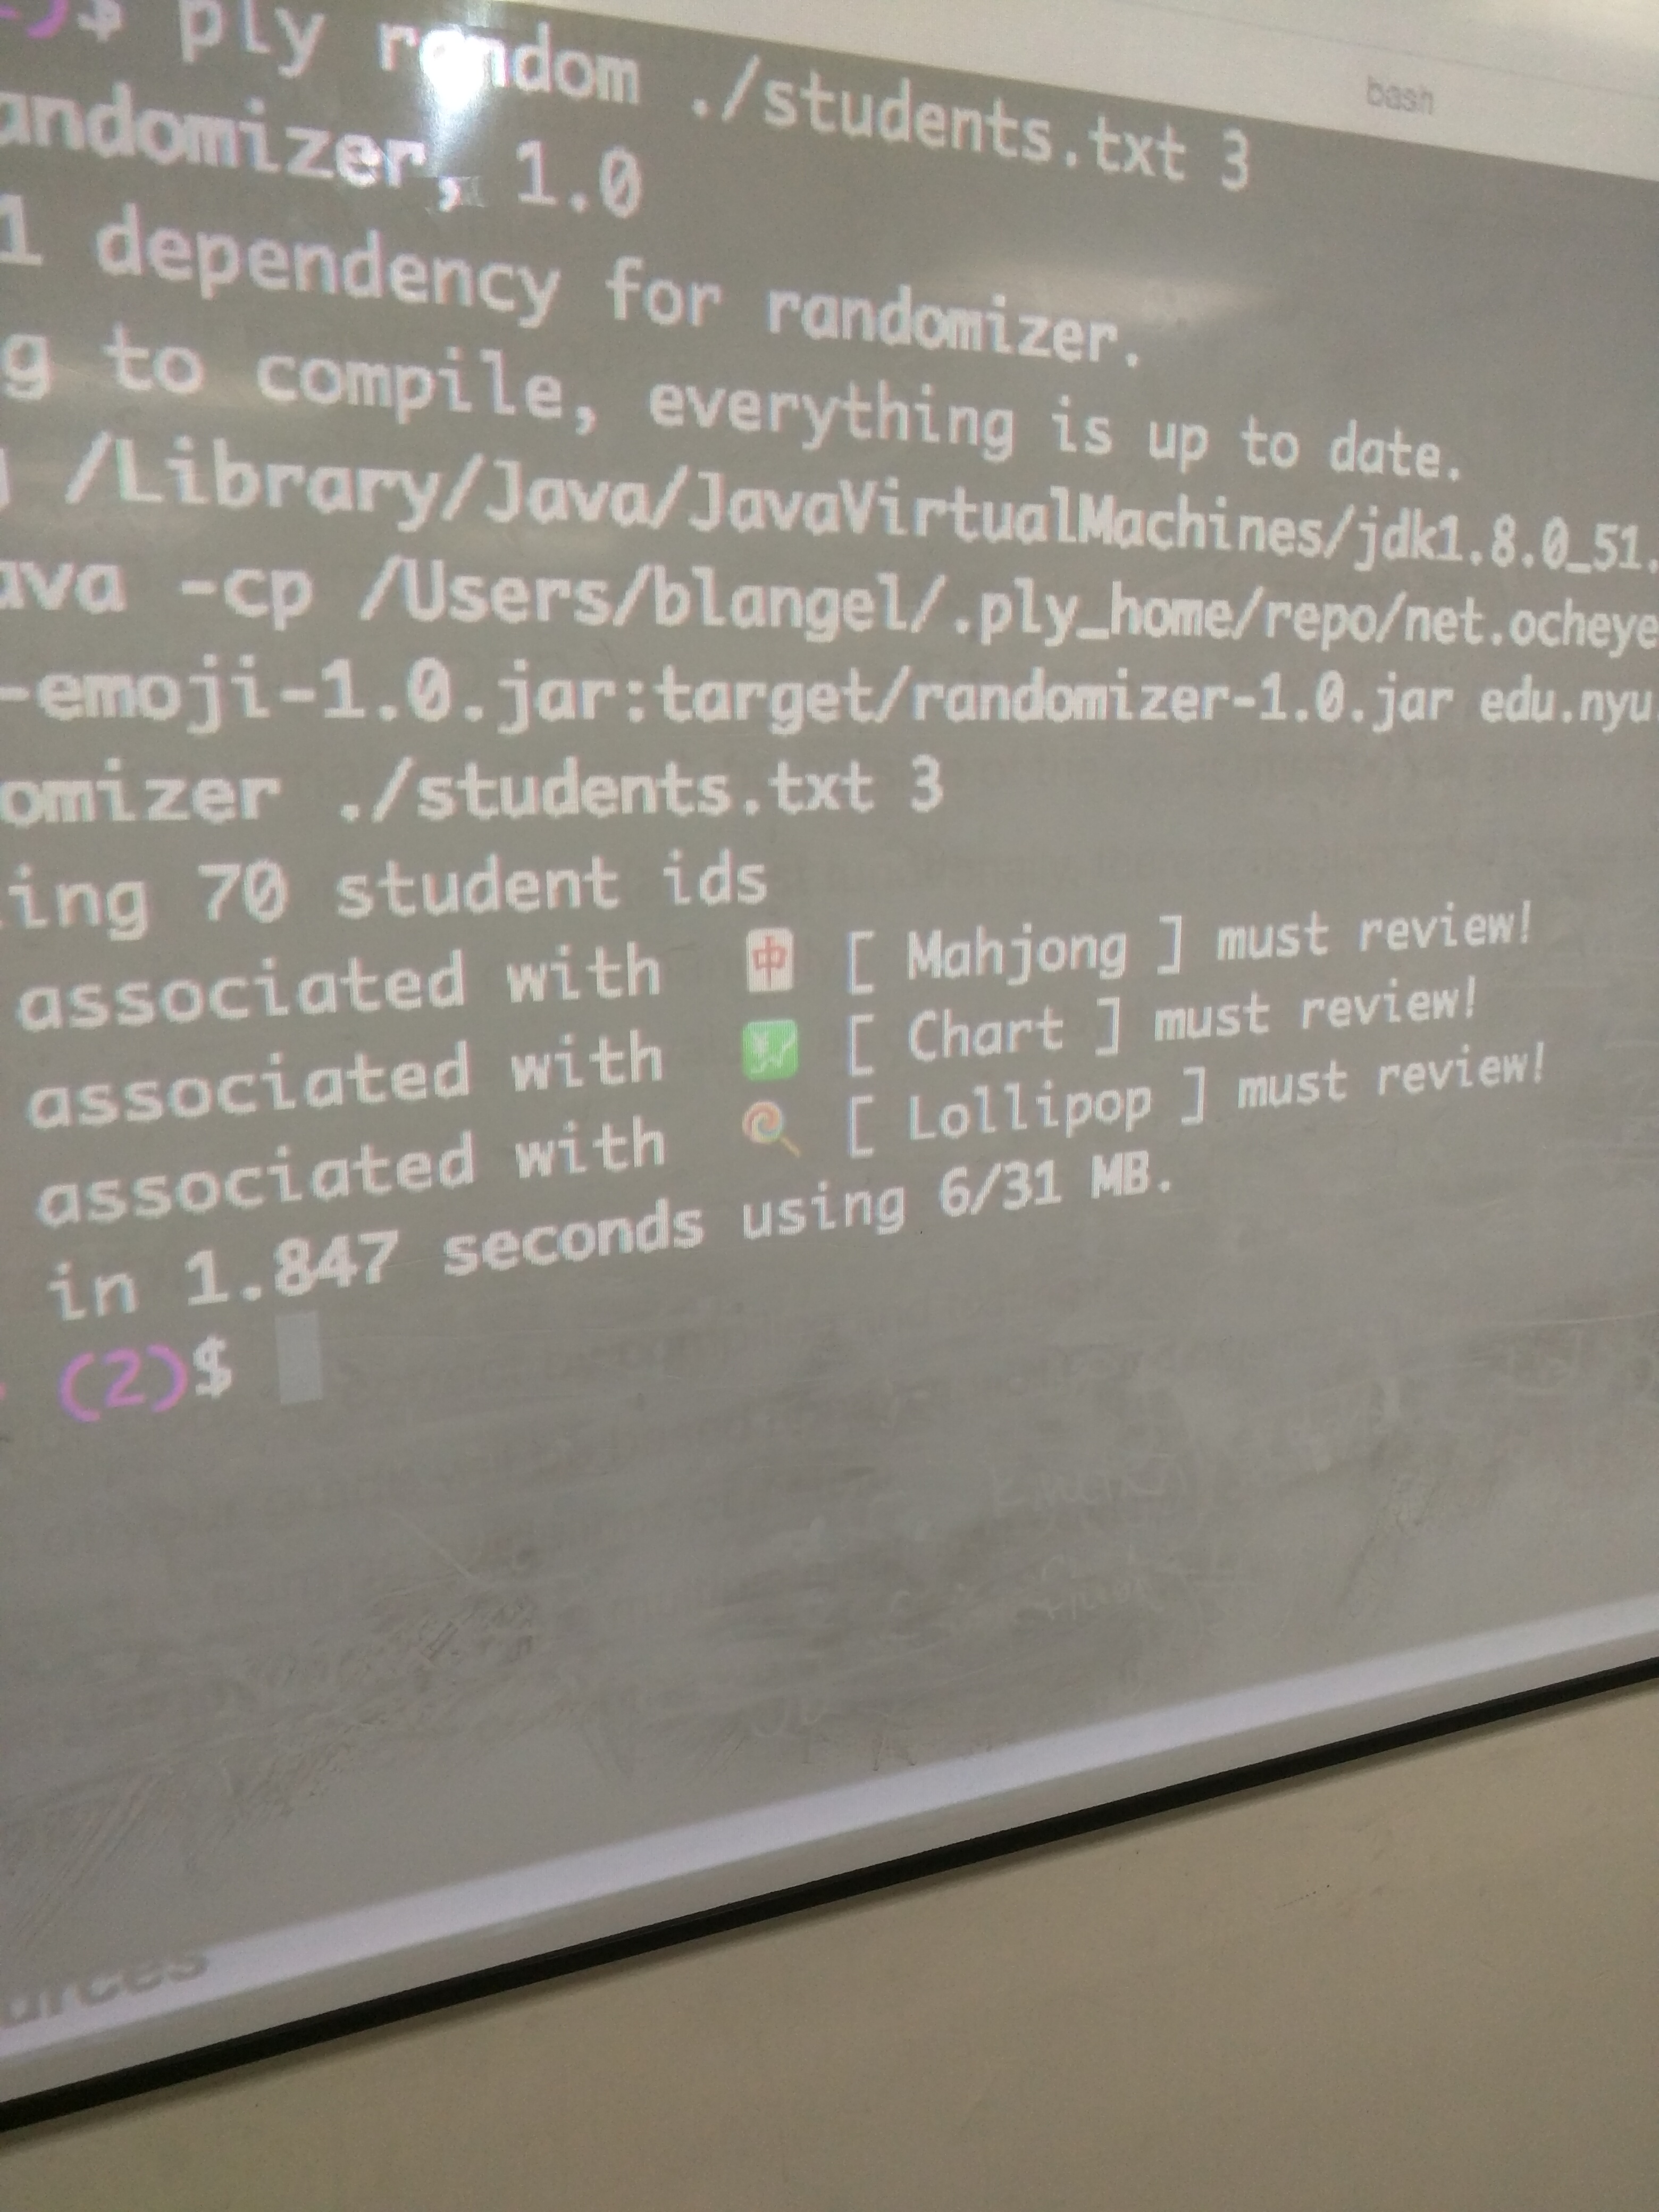 bash
$ ply random ./students.txt 3
andomizer, 1.0
1 dependency for randomizer.
g to compile, everything is up to date.
/Library/Java/JavaVirtualMachines/jdk1.8.0_51.
ava -cp /Users/blangel/.ply_home/repo/net.ocheye
-emoji-1.0.jar:target/randomizer-1.0.jar edu.nyu.
omizer ./students.txt 3
ing 70 student ids
associated with 🀄 [ Mahjong ] must review!
associated with 💹 [ Chart ] must review!
associated with 🍭 [ Lollipop ] must review!
in 1.847 seconds using 6/31 MB.
(2)$
urces